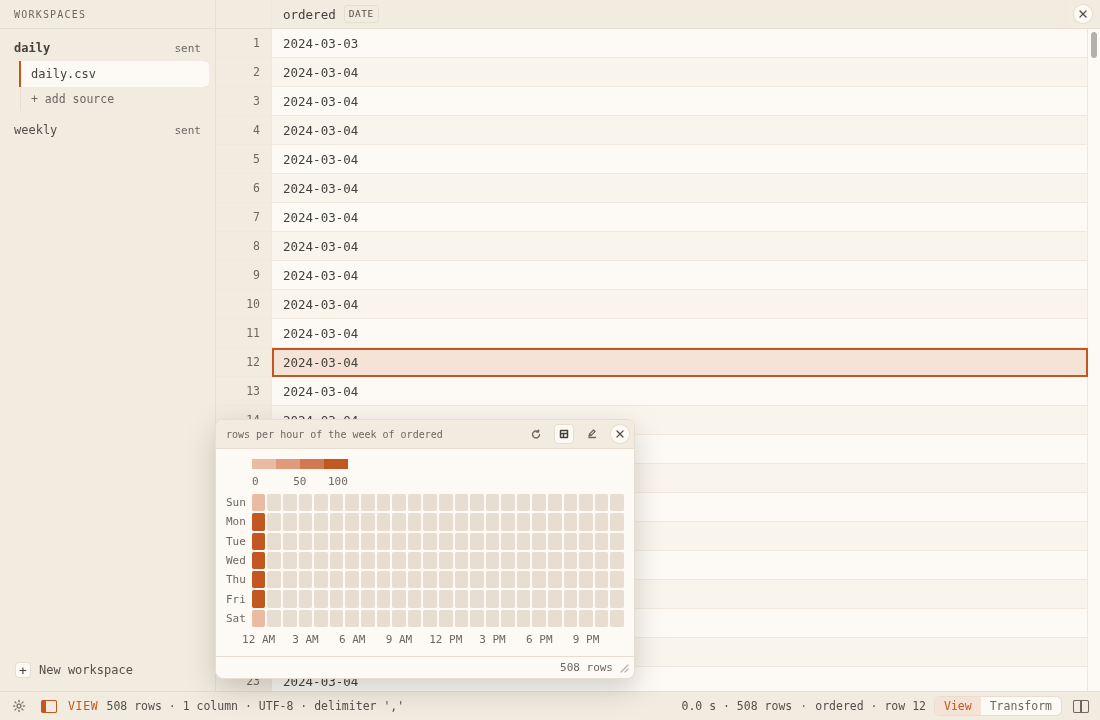 WORKSPACES
daily sent
daily.csv
+ add source
weekly sent
+ New workspace
ordered DATE
1 2024-03-03
2 2024-03-04
3 2024-03-04
4 2024-03-04
5 2024-03-04
6 2024-03-04
7 2024-03-04
8 2024-03-04
9 2024-03-04
10 2024-03-04
11 2024-03-04
12 2024-03-04
13 2024-03-04
14 2024-03-04
rows per hour of the week of ordered
0 50 100
Sun
Mon
Tue
Wed
Thu
Fri
Sat
12 AM 3 AM 6 AM 9 AM 12 PM 3 PM 6 PM 9 PM
508 rows
23 2024-03-04
VIEW 508 rows · 1 column · UTF-8 · delimiter ','
0.0 s · 508 rows · ordered · row 12 View Transform